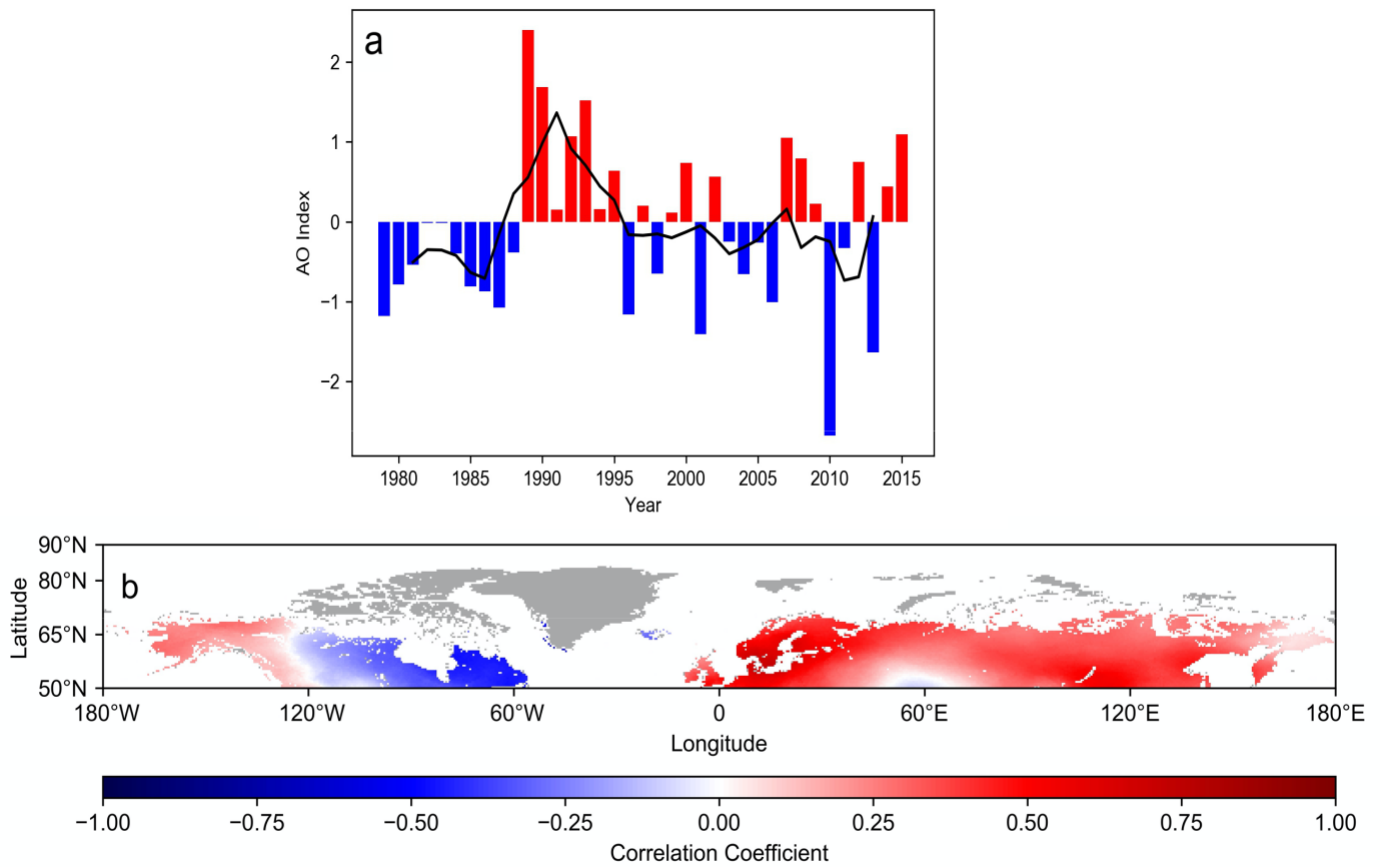 a
2
1
0
−1
−2
AO Index
1980 1985 1990 1995 2000 2005 2010 2015
Year
b
90°N
80°N
65°N
50°N
Latitude
180°W 120°W 60°W 0 60°E 120°E 180°E
Longitude
−1.00 −0.75 −0.50 −0.25 0.00 0.25 0.50 0.75 1.00
Correlation Coefficient